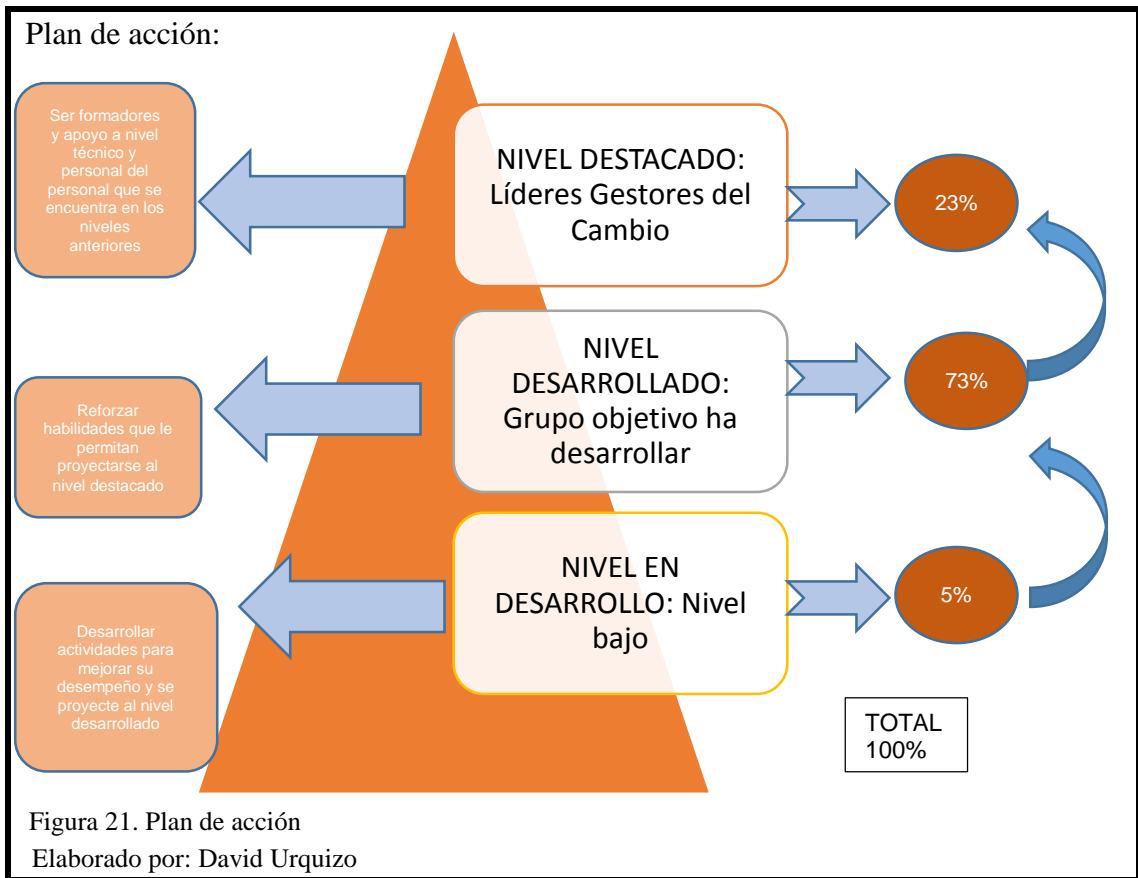 Plan de acción:
Ser formadores
y apoyo a nivel
técnico y
personal del
personal que se
encuentra en los
niveles
anteriores
NIVEL DESTACADO:
Líderes Gestores del
Cambio
23%
Reforzar
habilidades que le
permitan
proyectarse al
nivel destacado
NIVEL
DESARROLLADO:
Grupo objetivo ha
desarrollar
73%
Desarrollar
actividades para
mejorar su
desempeño y se
proyecte al nivel
desarrollado
NIVEL EN
DESARROLLO: Nivel
bajo
5%
TOTAL
100%
Figura 21. Plan de acción
Elaborado por: David Urquizo